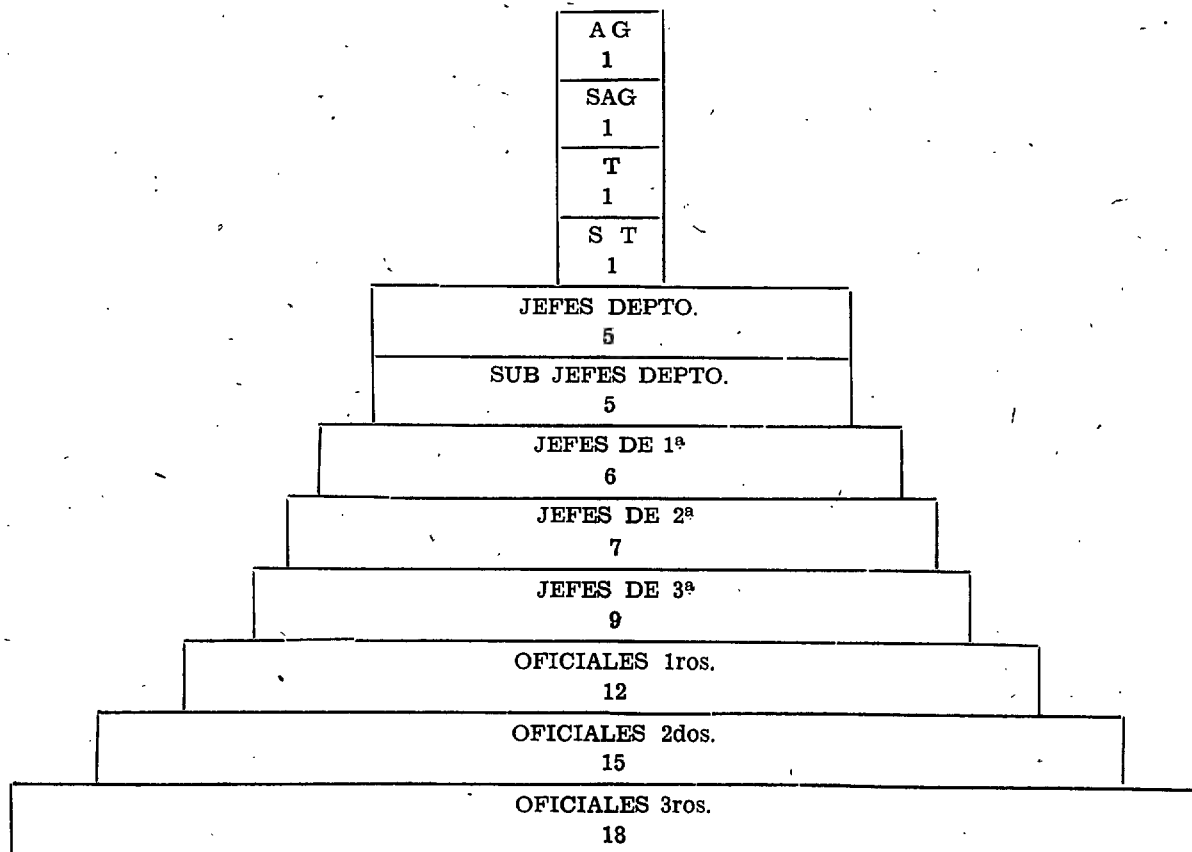 A G
1
SAG
1
T
1
S T
1
JEFES DEPTO.
5
SUB JEFES DEPTO.
5
JEFES DE 1ª
6
JEFES DE 2ª
7
JEFES DE 3ª
9
OFICIALES 1ros.
12
OFICIALES 2dos.
15
OFICIALES 3ros.
18